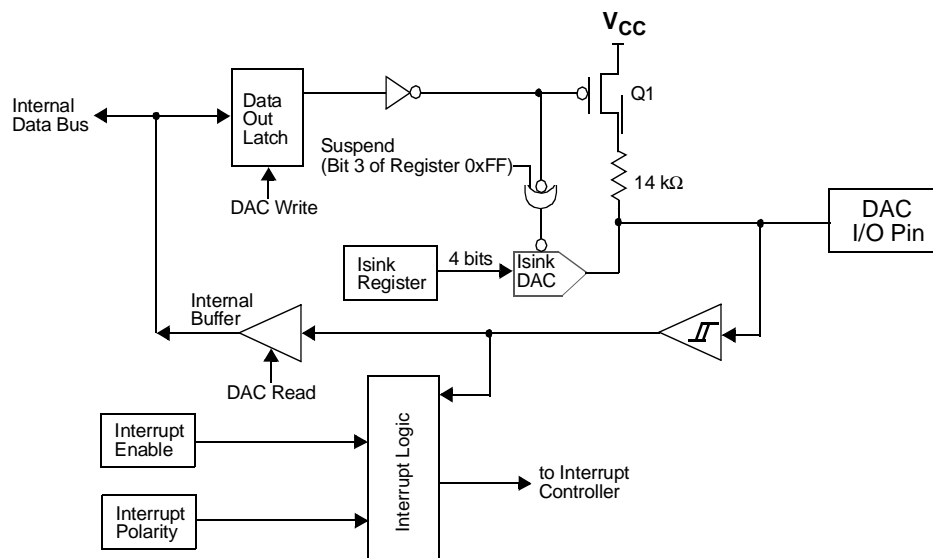 VCC
Internal
Data Bus
Data
Out
Latch
Q1
Suspend
(Bit 3 of Register 0xFF)
14 kΩ
DAC Write
DAC
I/O Pin
Isink
Register
4 bits
Isink
DAC
Internal
Buffer
DAC Read
Interrupt
Enable
Interrupt Logic
to Interrupt
Controller
Interrupt
Polarity